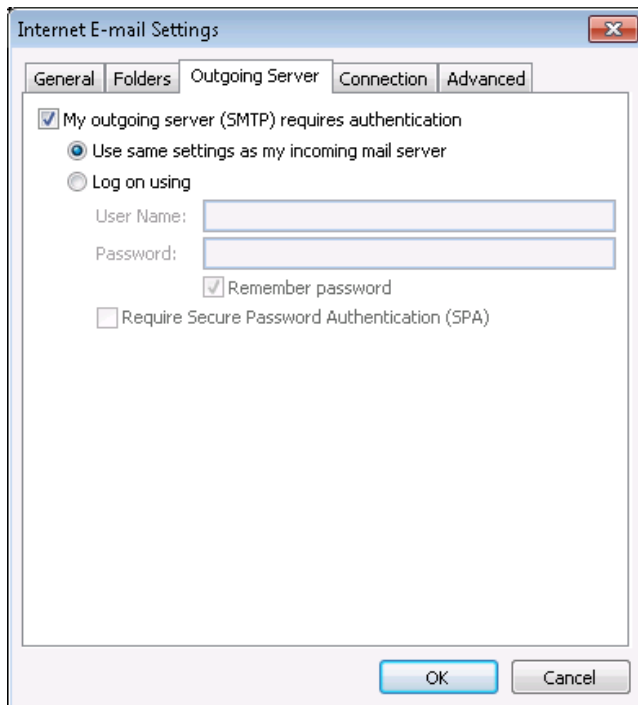 Internet E-mail Settings
General Folders Outgoing Server Connection Advanced
My outgoing server (SMTP) requires authentication
Use same settings as my incoming mail server
Log on using
User Name:
Password:
Remember password
Require Secure Password Authentication (SPA)
OK Cancel